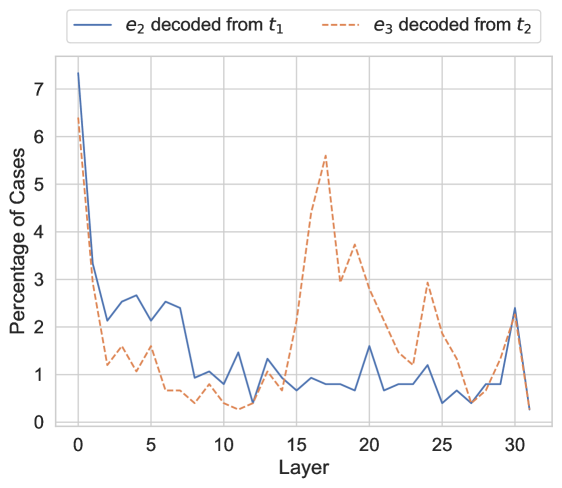 e₂ decoded from t₁ e₃ decoded from t₂
Percentage of Cases
7
6
5
4
3
2
1
0
0 5 10 15 20 25 30
Layer